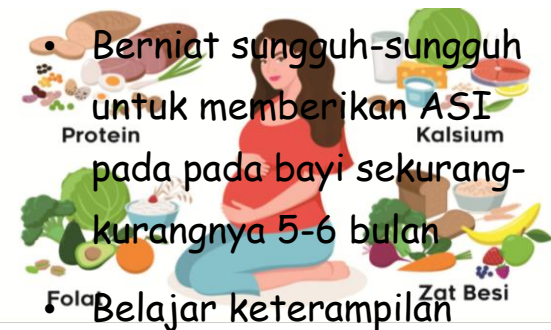 • Berniat sungguh-sungguh
untuk memberikan ASI
Protein
Kalsium
pada pada bayi sekurang-
kurangnya 5-6 bulan
Folat
Zat Besi
• Belajar keterampilan